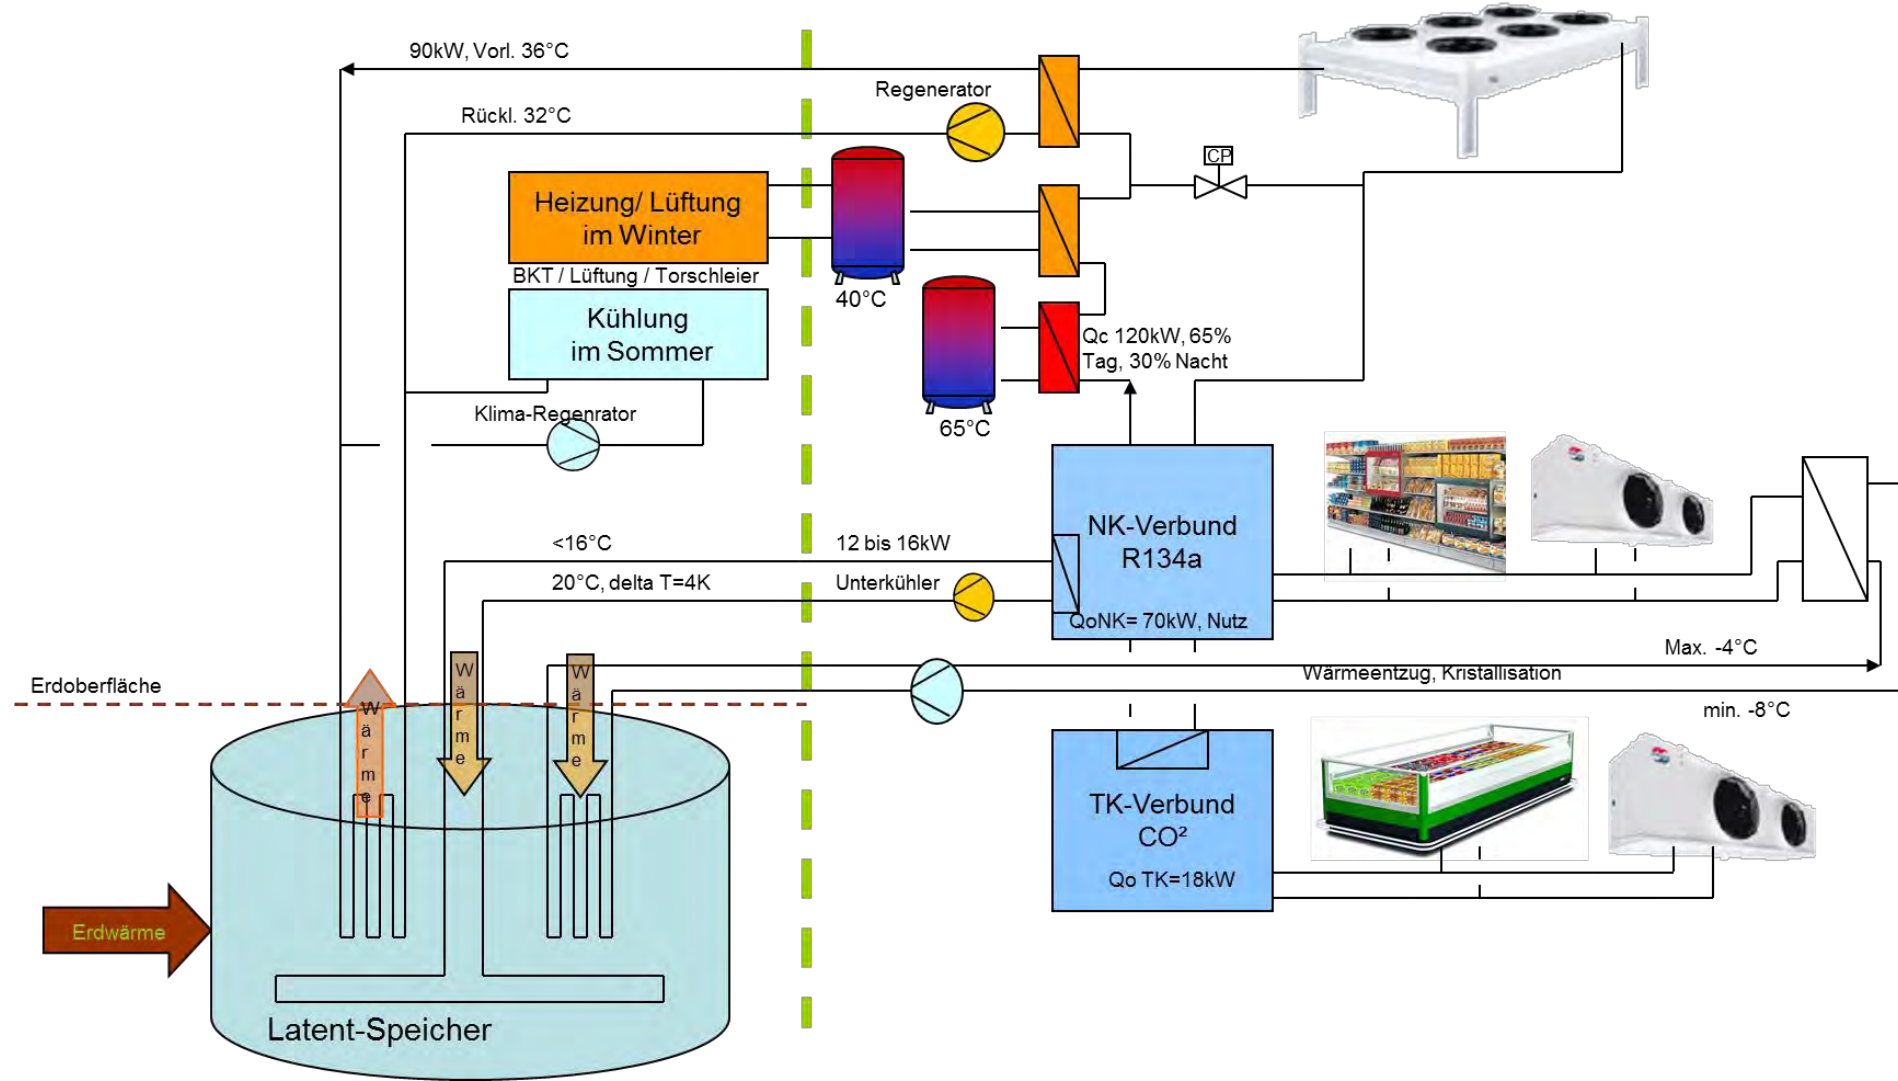 90kW, Vorl. 36°C
Regenerator
Rückl. 32°C
CP
Heizung/ Lüftung
im Winter
BKT / Lüftung / Torschleier
40°C
Kühlung
im Sommer
Qc 120kW, 65%
Tag, 30% Nacht
Klima-Regenrator
65°C
NK-Verbund
R134a
<16°C
12 bis 16kW
20°C, delta T=4K
Unterkühler
QoNK= 70kW, Nutz
Max. -4°C
Wärmeentzug, Kristallisation
min. -8°C
Erdoberfläche
Wärme
Wärme
Wärme
TK-Verbund
CO²
Qo TK=18kW
Erdwärme
Latent-Speicher